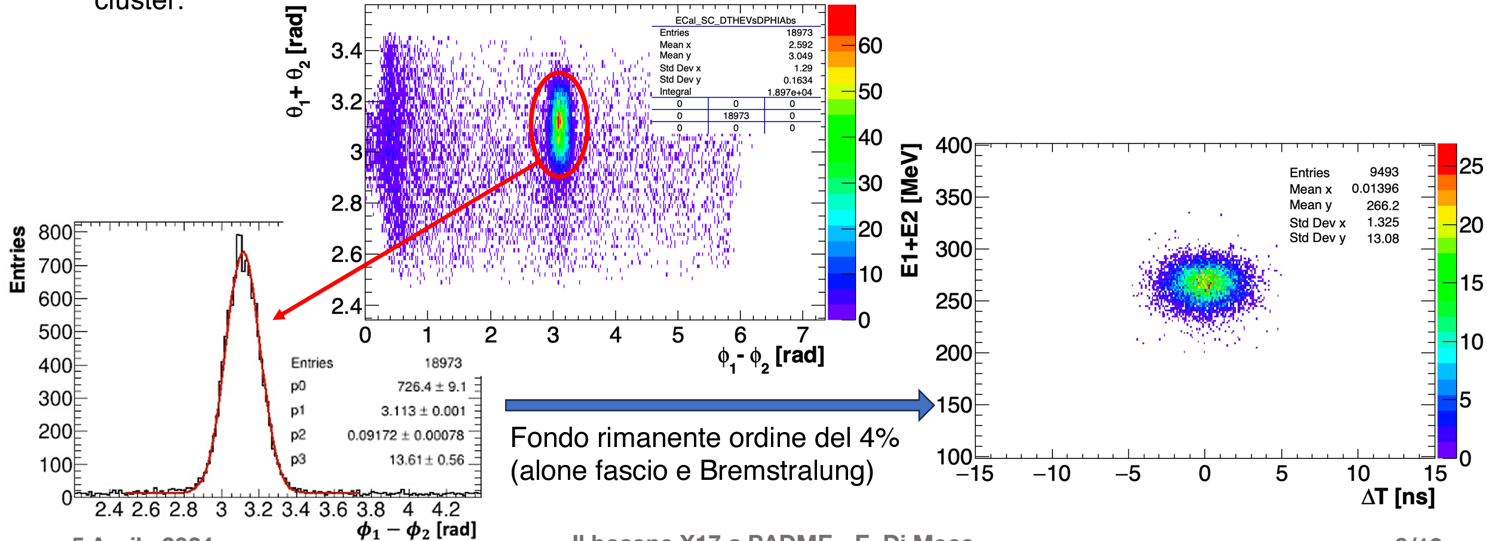 cluster.
θ1+ θ2 [rad]
3.4
3.2
3
2.8
2.6
2.4
0 1 2 3 4 5 6 7
ϕ1- ϕ2 [rad]
ECal_SC_DTHEVsDPHIAbs
Entries 18973
Mean x 2.592
Mean y 3.049
Std Dev x 1.29
Std Dev y 0.1634
Integral 1.897e+04
0 0 0
0 18973 0
0 0 0
60
50
40
30
20
10
0
Entries
800
700
600
500
400
300
200
100
0
2.4 2.6 2.8 3 3.2 3.4 3.6 3.8 4 4.2
ϕ1 − ϕ2 [rad]
Entries 18973
p0 726.4 ± 9.1
p1 3.113 ± 0.001
p2 0.09172 ± 0.00078
p3 13.61 ± 0.56
Fondo rimanente ordine del 4%
(alone fascio e Bremstralung)
E1+E2 [MeV]
400
350
300
250
200
150
100
−15 −10 −5 0 5 10 15
ΔT [ns]
Entries 9493
Mean x 0.01396
Mean y 266.2
Std Dev x 1.325
Std Dev y 13.08
25
20
15
10
5
0